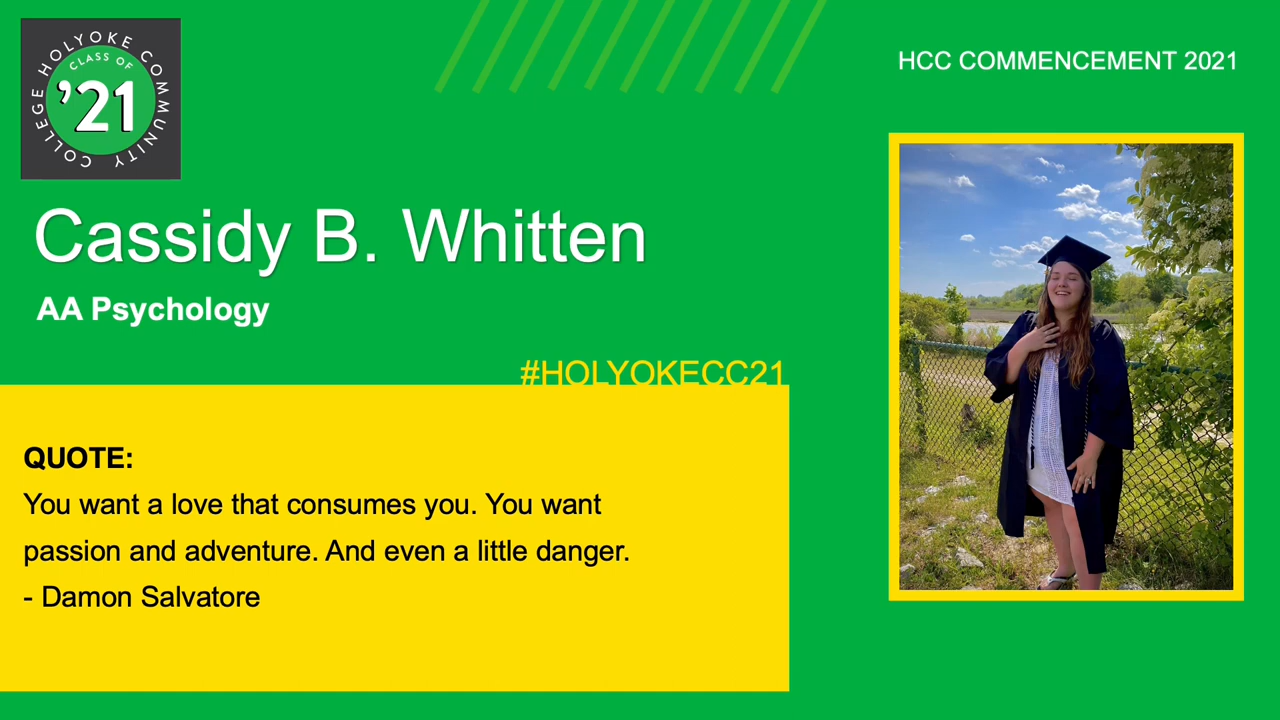 HOLYOKE COMMUNITY COLLEGE
CLASS OF
'21
HCC COMMENCEMENT 2021
Cassidy B. Whitten
AA Psychology
#HOLYOKECC21
QUOTE:
You want a love that consumes you. You want
passion and adventure. And even a little danger.
- Damon Salvatore